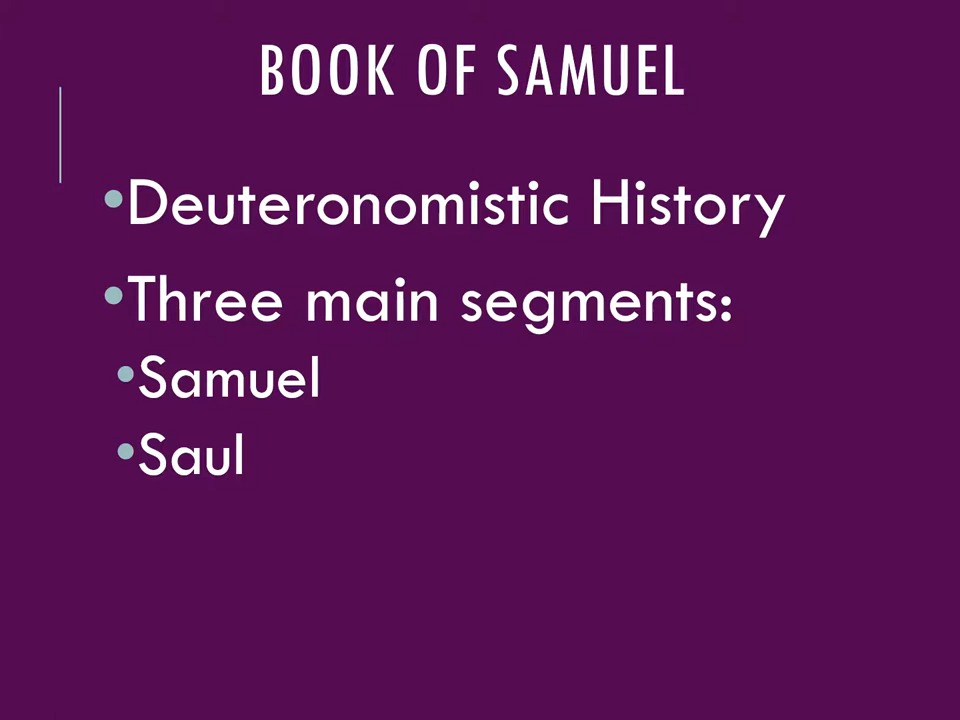 BOOK OF SAMUEL
•Deuteronomistic History
•Three main segments:
•Samuel
•Saul